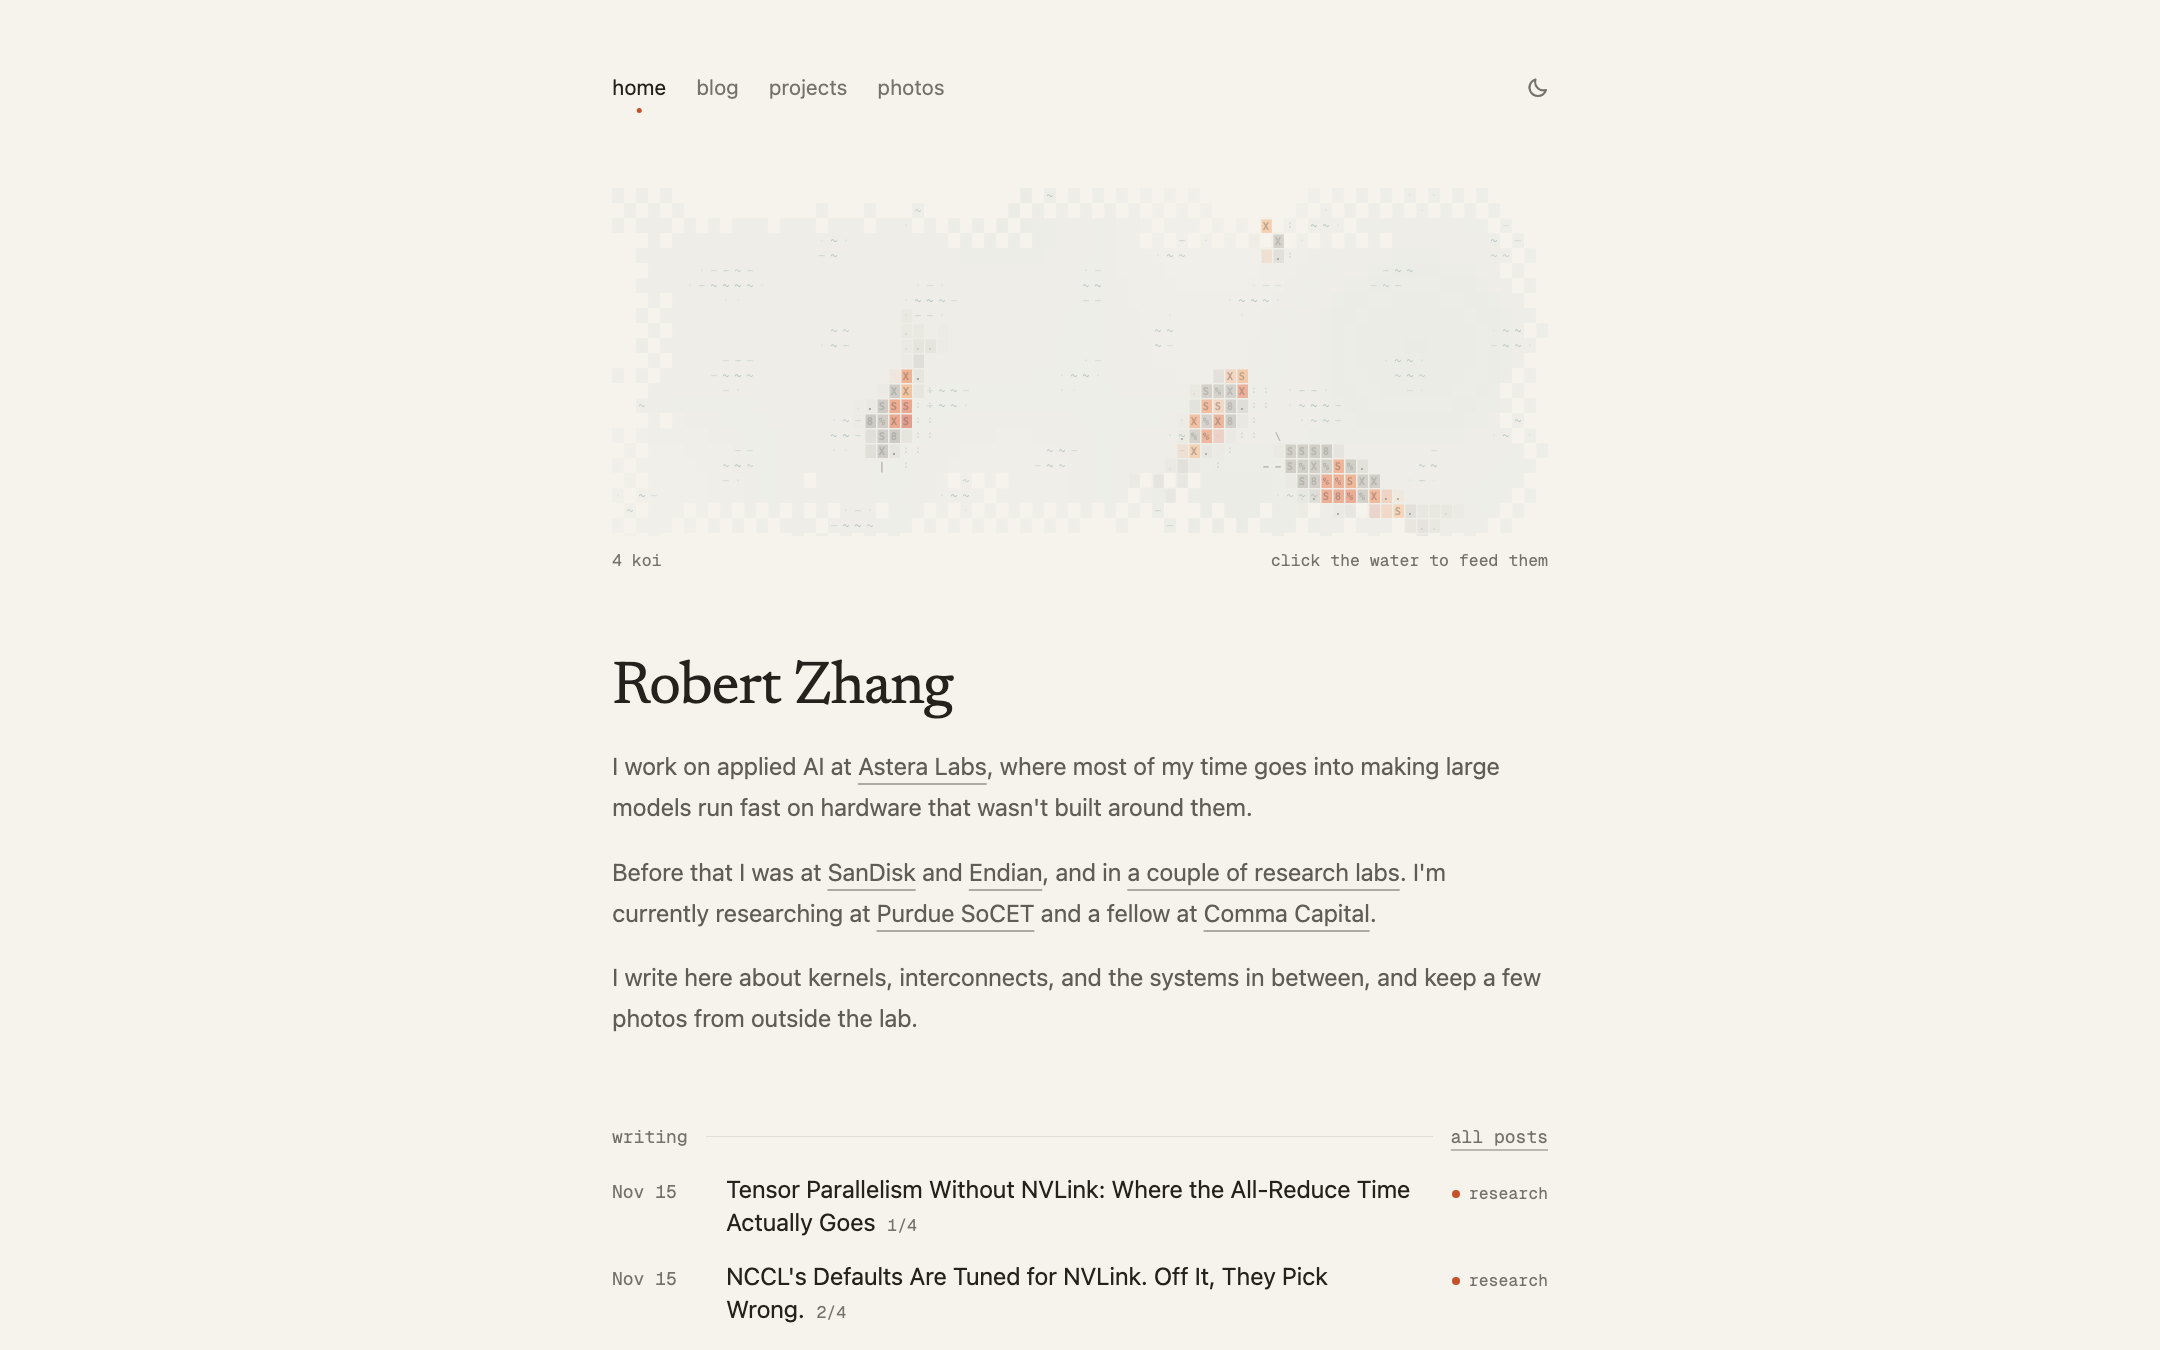 home blog projects photos
4 koi
click the water to feed them
Robert Zhang
I work on applied AI at Astera Labs, where most of my time goes into making large
models run fast on hardware that wasn't built around them.
Before that I was at SanDisk and Endian, and in a couple of research labs. I'm
currently researching at Purdue SoCET and a fellow at Comma Capital.
I write here about kernels, interconnects, and the systems in between, and keep a few
photos from outside the lab.
writing
all posts
Nov 15
Tensor Parallelism Without NVLink: Where the All-Reduce Time
Actually Goes 1/4
research
Nov 15
NCCL's Defaults Are Tuned for NVLink. Off It, They Pick
Wrong. 2/4
research